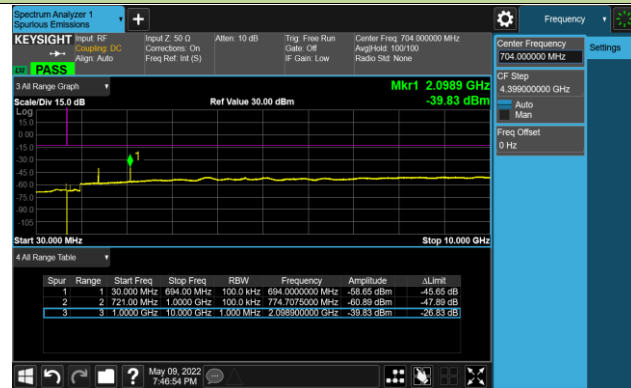 Spectrum Analyzer 1
Spurious Emissions
+
Frequency
KEYSIGHT
Input: RF
Coupling: DC
Align: Auto
Input Z: 50 Ω
Corrections: On
Freq Ref: Int (S)
Atten: 10 dB
Trig: Free Run
Gate: Off
IF Gain: Low
Center Freq: 704.000000 MHz
Avg|Hold: 100/100
Radio Std: None
PASS
Center Frequency
704.000000 MHz
Settings
CF Step
4.399000000 GHz
Auto
Man
Freq Offset
0 Hz
3 All Range Graph
Mkr1 2.0989 GHz
-39.83 dBm
Scale/Div 15.0 dB
Ref Value 30.00 dBm
Log
15.0
0.00
-15.0
-30.0
-45.0
-60.0
-75.0
-90.0
-105
1
Start 30.000 MHz
Stop 10.000 GHz
4 All Range Table
Spur Range Start Freq Stop Freq RBW Frequency Amplitude ΔLimit
1 1 30.000 MHz 694.00 MHz 100.0 kHz 694.0000000 MHz -58.65 dBm -45.65 dB
2 2 721.00 MHz 1.0000 GHz 100.0 kHz 774.7075000 MHz -60.89 dBm -47.89 dB
3 3 1.0000 GHz 10.000 GHz 1.000 MHz 2.098900000 GHz -39.83 dBm -26.83 dB
?
May 09, 2022
7:46:54 PM